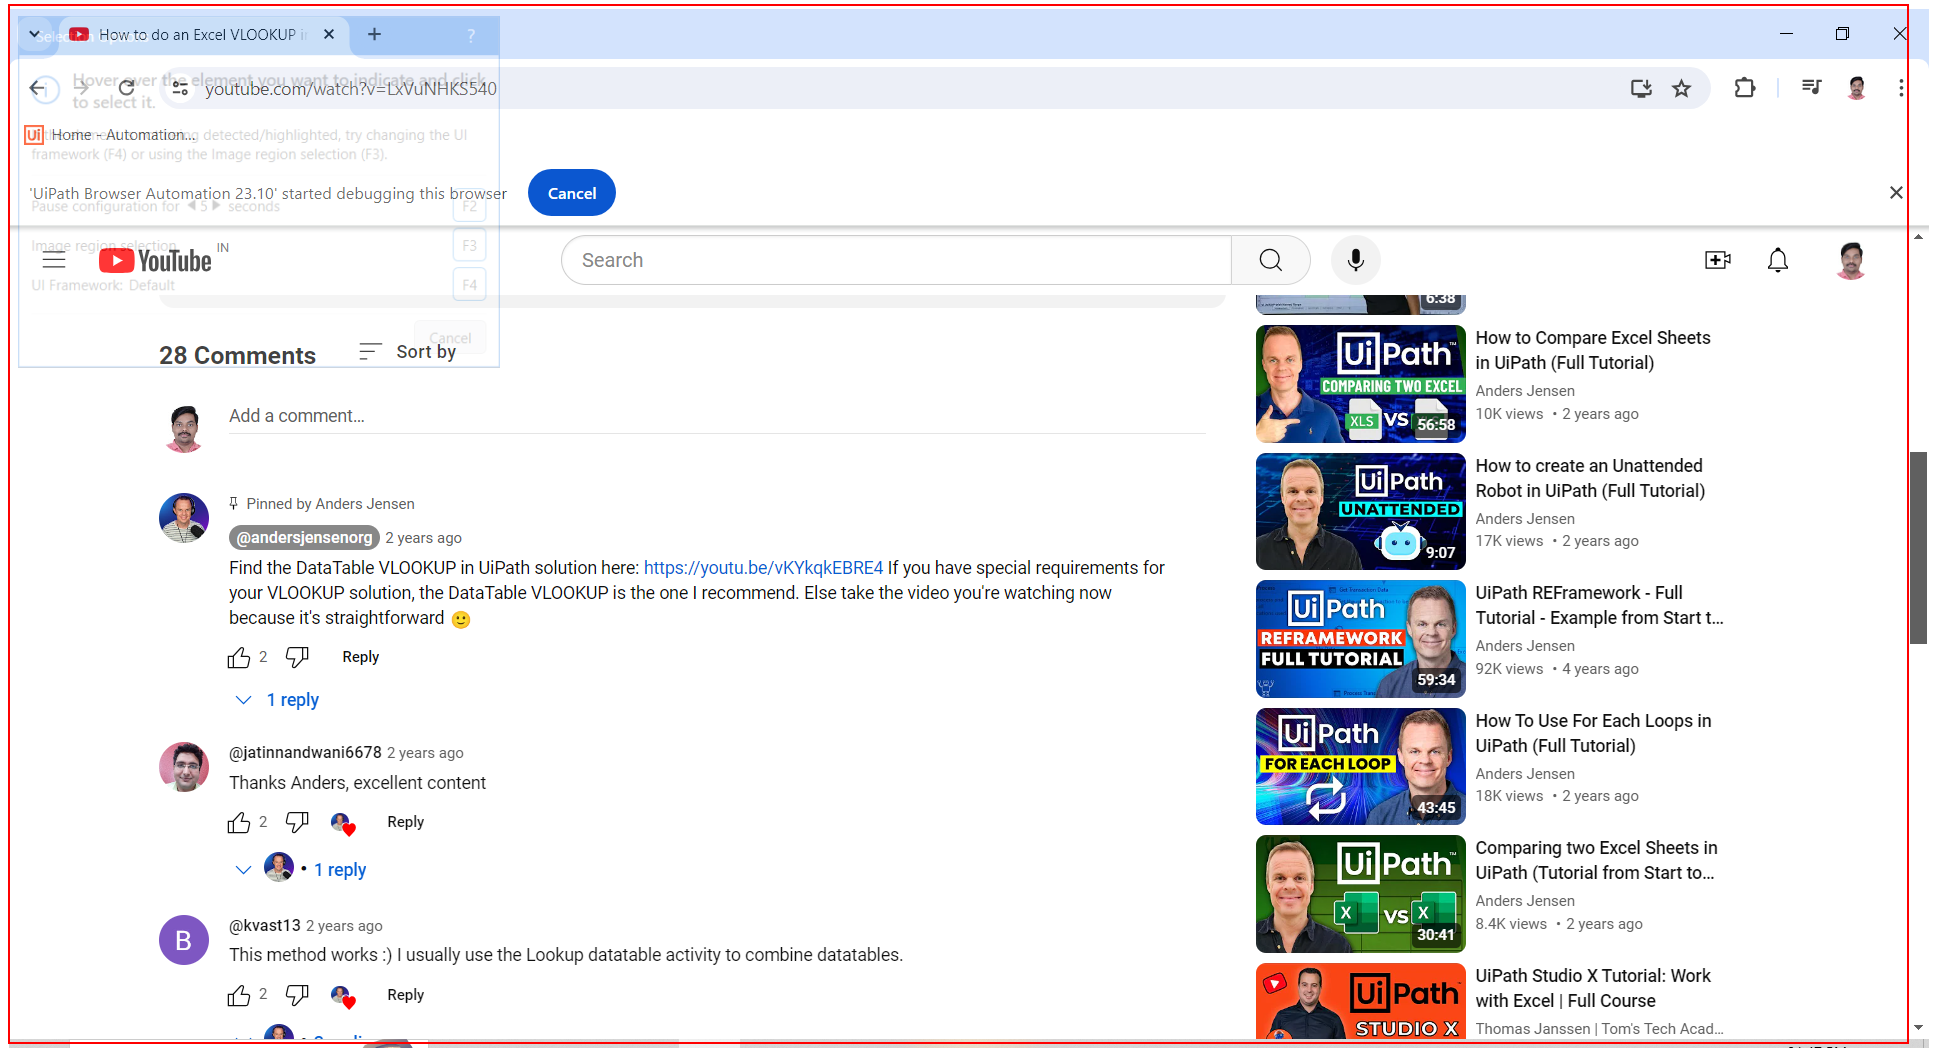 How to do an Excel VLOOKUP in
?
Hover over the element you want to indicate and click
to select it.
youtube.com/watch?v=LxVuNHKS540
Ui Home - Automation...
detected/highlighted, try changing the UI
framework (F4) or using the Image region selection (F3).
'UiPath Browser Automation 23.10' started debugging this browser
Cancel
Pause configuration for 5 seconds
F2
Image region selection
F3
YouTube IN
Search
UI Framework: Default
F4
Cancel
28 Comments
Sort by
Add a comment...
Pinned by Anders Jensen
@andersjensenorg 2 years ago
Find the DataTable VLOOKUP in UiPath solution here: https://youtu.be/vKYkqkEBRE4 If you have special requirements for
your VLOOKUP solution, the DataTable VLOOKUP is the one I recommend. Else take the video you're watching now
because it's straightforward 🙂
2 Reply
1 reply
@jatinnandwani6678 2 years ago
Thanks Anders, excellent content
2 Reply
• 1 reply
B
@kvast13 2 years ago
This method works :) I usually use the Lookup datatable activity to combine datatables.
2 Reply
6:38
UiPath™
COMPARING TWO EXCEL
XLS VS
56:58
How to Compare Excel Sheets
in UiPath (Full Tutorial)
Anders Jensen
10K views • 2 years ago
UiPath
UNATTENDED
9:07
How to create an Unattended
Robot in UiPath (Full Tutorial)
Anders Jensen
17K views • 2 years ago
UiPath
REFRAMEWORK
FULL TUTORIAL
59:34
UiPath REFramework - Full
Tutorial - Example from Start t...
Anders Jensen
92K views • 4 years ago
UiPath
FOR EACH LOOP
43:45
How To Use For Each Loops in
UiPath (Full Tutorial)
Anders Jensen
18K views • 2 years ago
UiPath™
X VS X
30:41
Comparing two Excel Sheets in
UiPath (Tutorial from Start to...
Anders Jensen
8.4K views • 2 years ago
UiPath
STUDIO X
UiPath Studio X Tutorial: Work
with Excel | Full Course
Thomas Janssen | Tom's Tech Acad...